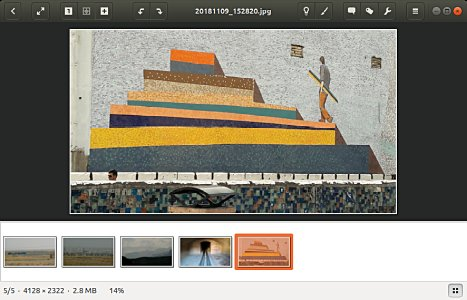 20181109_152820.jpg
5/5 · 4128 × 2322 · 2.8 MB 14%